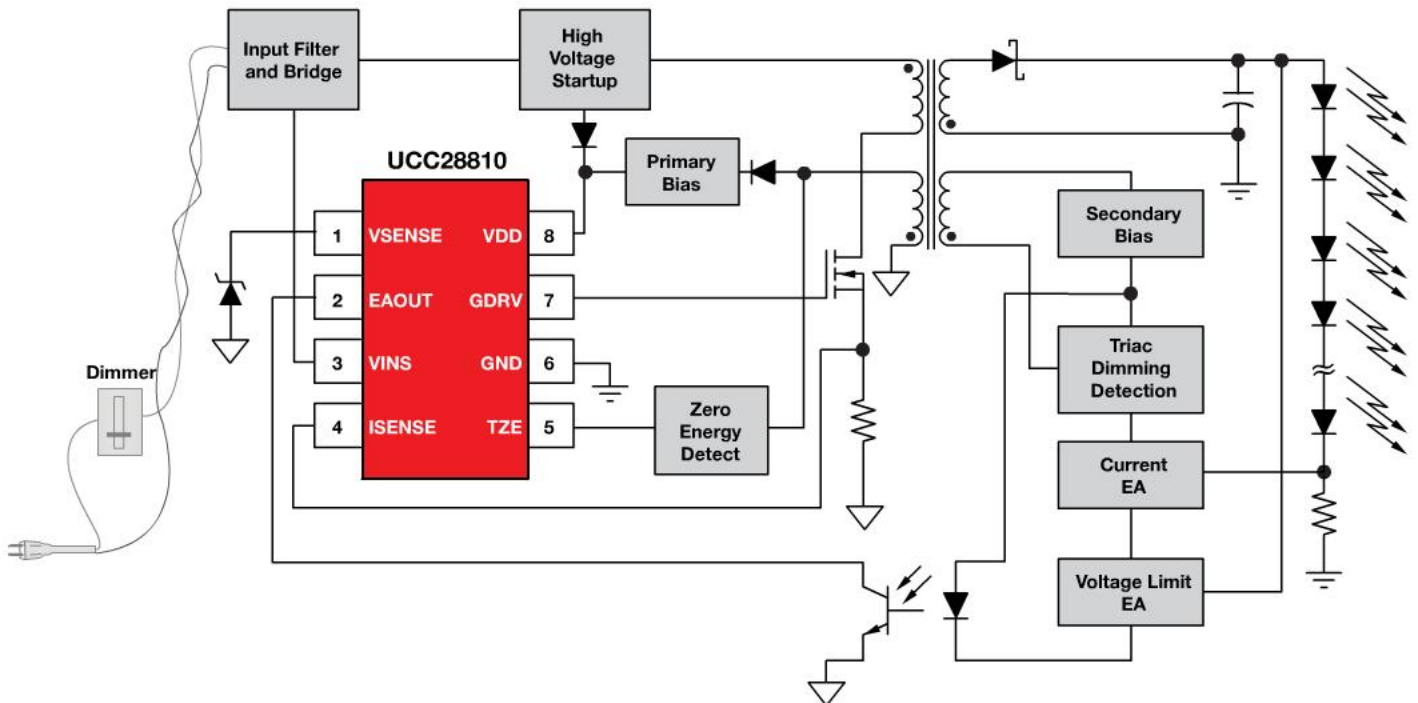 Input Filter
and Bridge
High
Voltage
Startup
UCC28810
Primary
Bias
1 VSENSE VDD 8
2 EAOUT GDRV 7
3 VINS GND 6
4 ISENSE TZE 5
Zero
Energy
Detect
Dimmer
Secondary
Bias
Triac
Dimming
Detection
Current
EA
Voltage Limit
EA